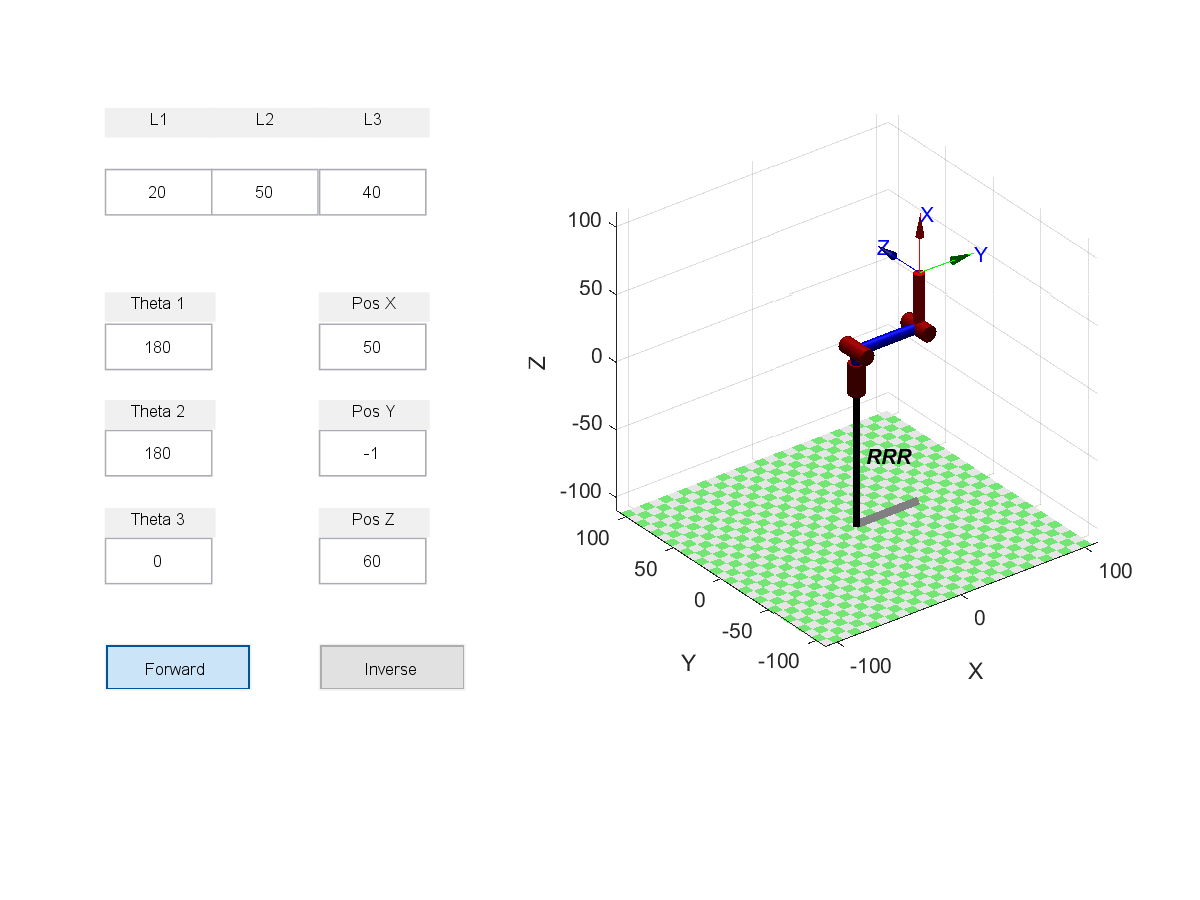 L1 L2 L3
20 50 40
Theta 1 Pos X
180 50
Theta 2 Pos Y
180 -1
Theta 3 Pos Z
0 60
Forward Inverse
100
50
0
-50
-100
Z
100
50
0
-50
-100
Y
-100
0
100
X
X
Z
Y
RRR